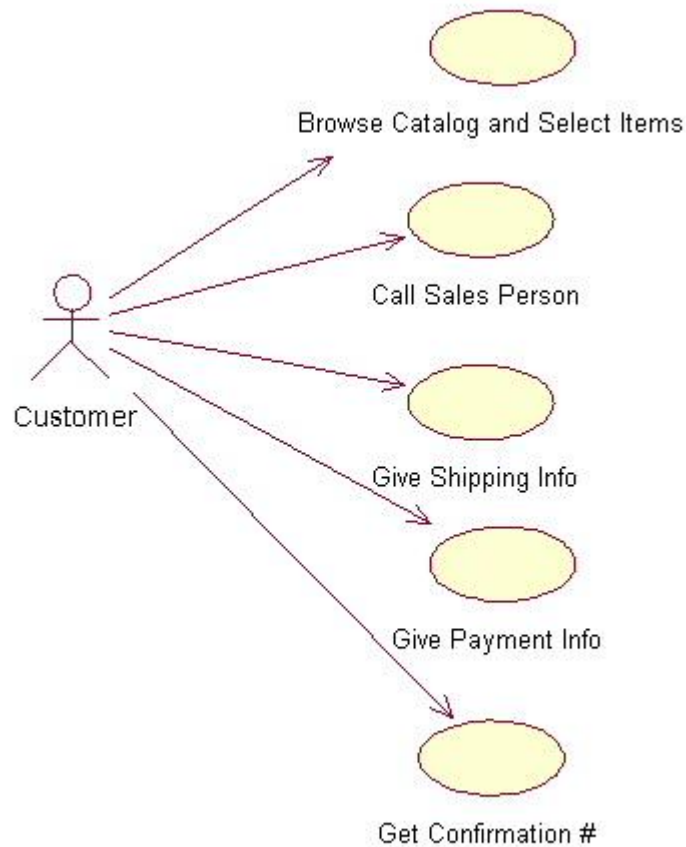 Browse Catalog and Select Items
Call Sales Person
Customer
Give Shipping Info
Give Payment Info
Get Confirmation #